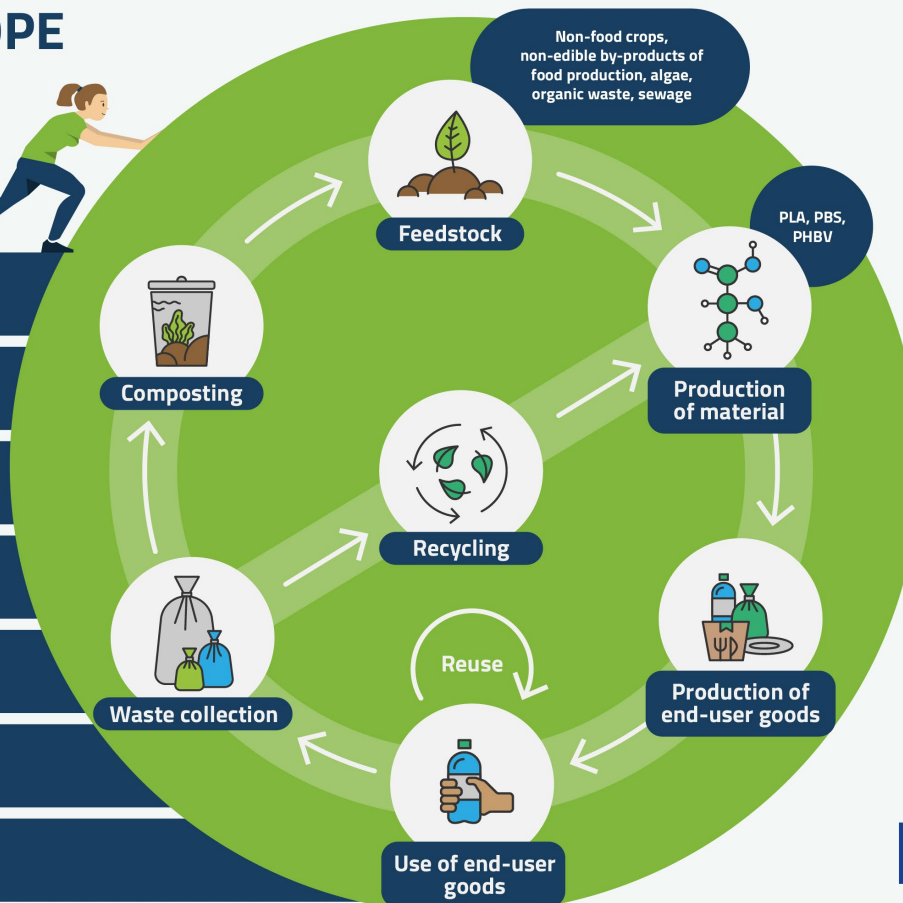 Non-food crops,
non-edible by-products of
food production, algae,
organic waste, sewage
Feedstock
PLA, PBS,
PHBV
Production
of material
Composting
Recycling
Reuse
Production of
end-user goods
Waste collection
Use of end-user
goods